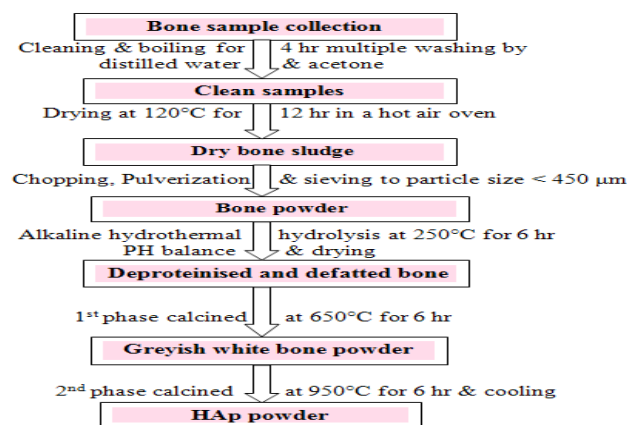 Bone sample collection
Cleaning & boiling for 4 hr multiple washing by
distilled water & acetone
Clean samples
Drying at 120°C for 12 hr in a hot air oven
Dry bone sludge
Chopping, Pulverization & sieving to particle size < 450 µm
Bone powder
Alkaline hydrothermal hydrolysis at 250°C for 6 hr
PH balance & drying
Deproteinised and defatted bone
1st phase calcined at 650°C for 6 hr
Greyish white bone powder
2nd phase calcined at 950°C for 6 hr & cooling
HAp powder